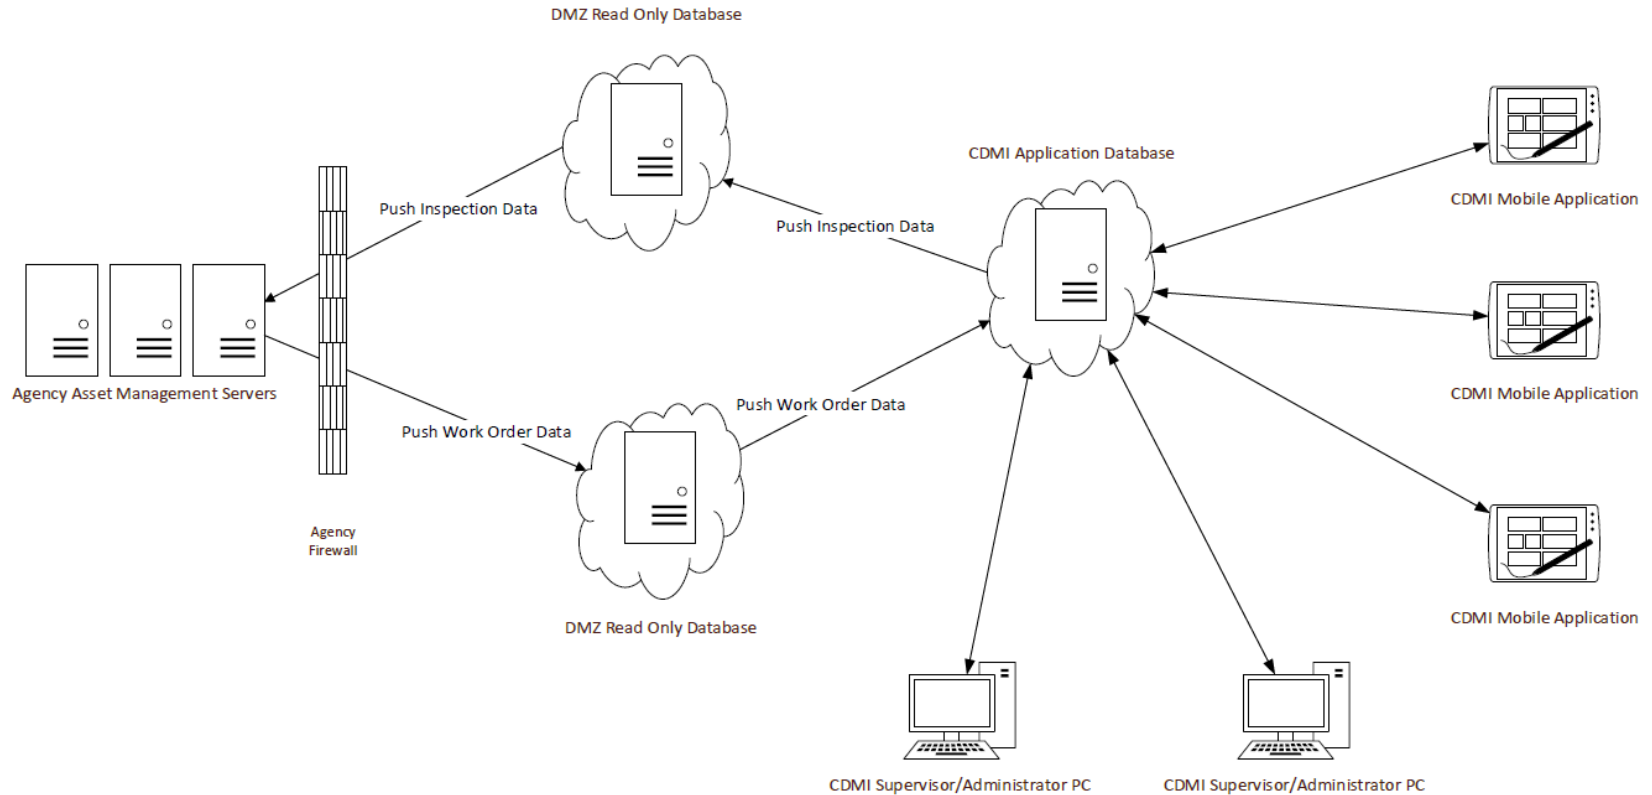 DMZ Read Only Database
CDMI Application Database
CDMI Mobile Application
Push Inspection Data
Push Inspection Data
Agency Asset Management Servers
CDMI Mobile Application
Push Work Order Data
Push Work Order Data
Agency
Firewall
DMZ Read Only Database
CDMI Mobile Application
CDMI Supervisor/Administrator PC
CDMI Supervisor/Administrator PC